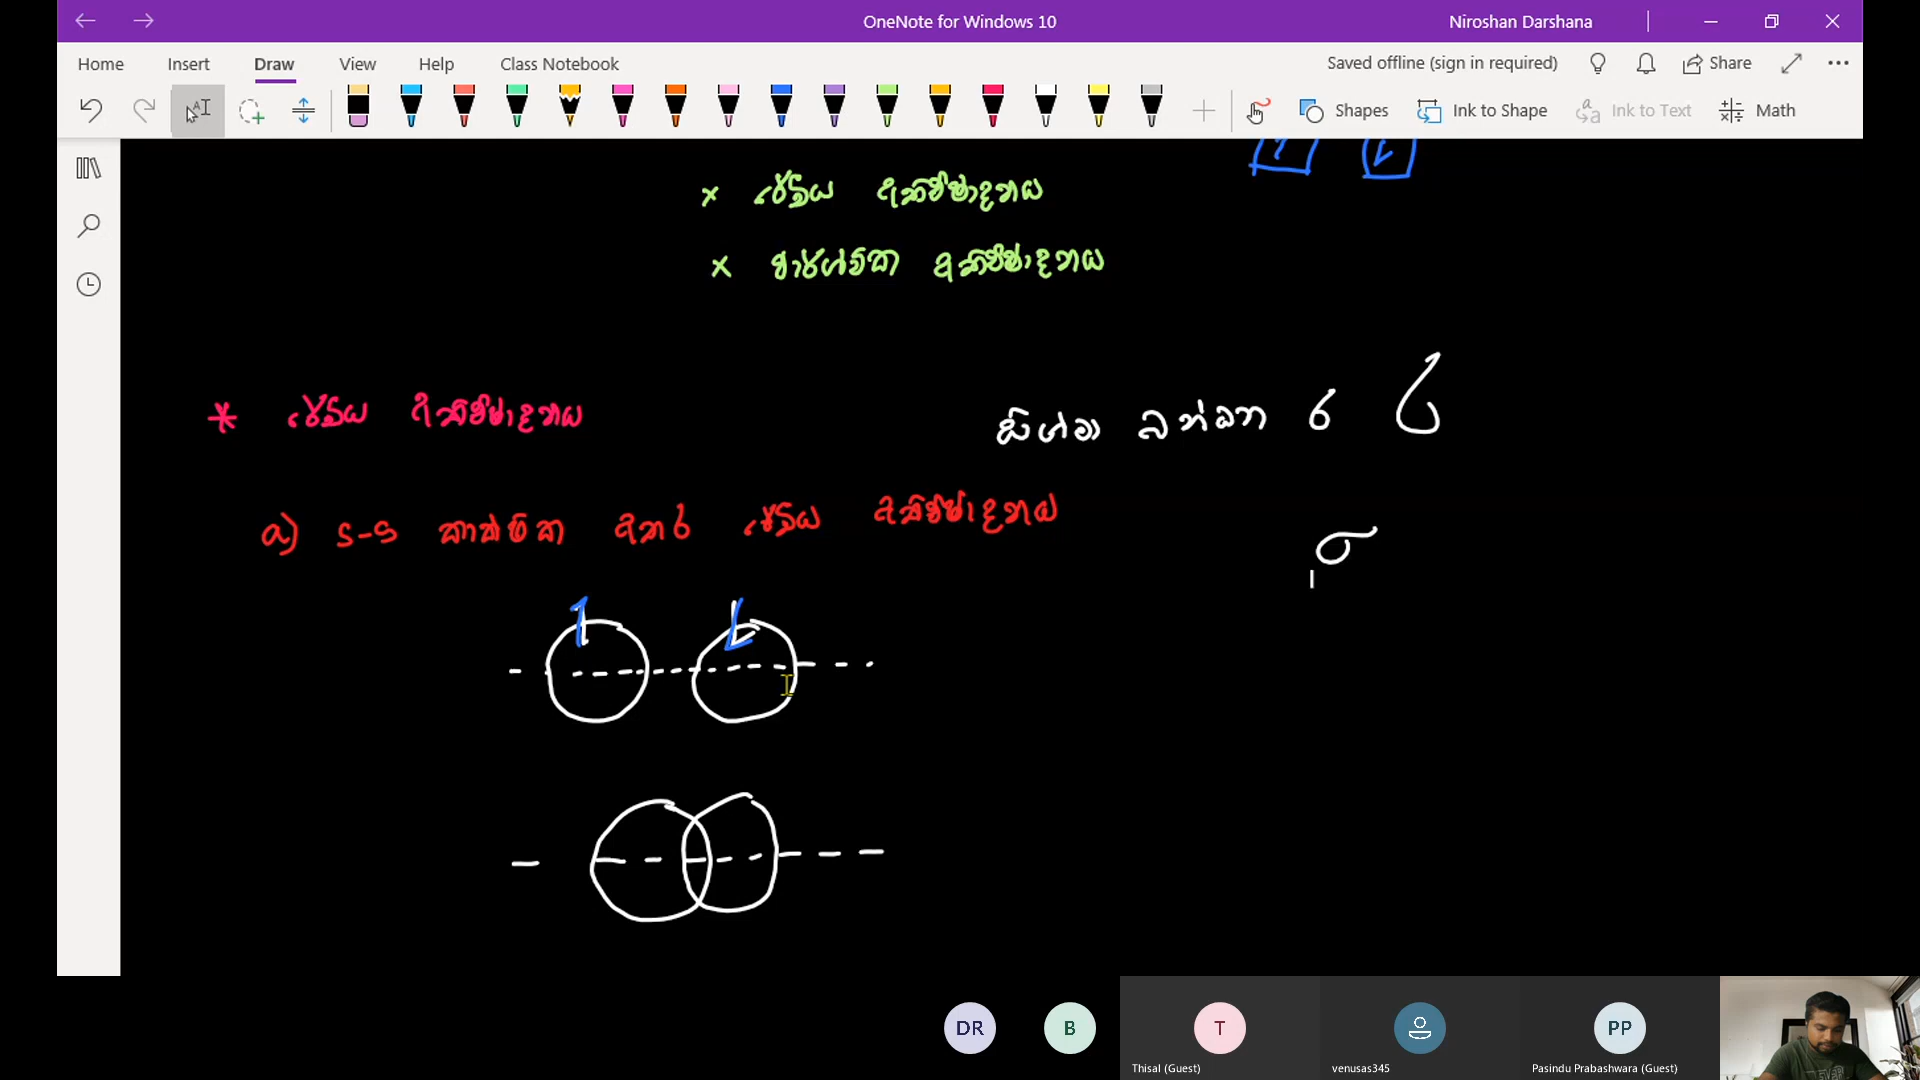 OneNote for Windows 10
Niroshan Darshana
Home Insert Draw View Help Class Notebook
Saved offline (sign in required) Share
Shapes Ink to Shape Ink to Text Math
× රේඛීය අතිච්ඡාදනය
× පාර්ශ්වික අතිච්ඡාදනය
* රේඛීය අතිච්ඡාදනය
සිග්මා බන්ධන
a) s-s කාක්ෂික අතර රේඛීය අතිච්ඡාදනය
σ
DR B T PP
Thisal (Guest) venusas345 Pasindu Prabashwara (Guest)